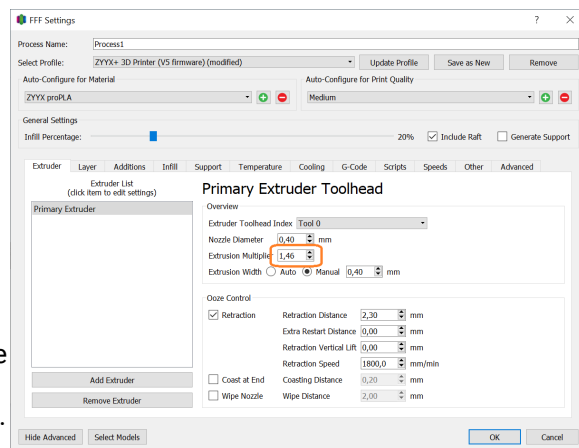 FFF Settings ? ×
Process Name: Process1
Select Profile: ZYYX+ 3D Printer (V5 firmware) (modified) Update Profile Save as New Remove
Auto-Configure for Material Auto-Configure for Print Quality
ZYYX proPLA Medium
General Settings
Infill Percentage: 20% Include Raft Generate Support
Extruder Layer Additions Infill Support Temperature Cooling G-Code Scripts Speeds Other Advanced
Extruder List
(click item to edit settings)
Primary Extruder
Add Extruder
Remove Extruder
Primary Extruder Toolhead
Overview
Extruder Toolhead Index Tool 0
Nozzle Diameter 0,40 mm
Extrusion Multiplier 1,46
Extrusion Width Auto Manual 0,40 mm
Ooze Control
Retraction Retraction Distance 2,30 mm
Extra Restart Distance 0,00 mm
Retraction Vertical Lift 0,00 mm
Retraction Speed 1800,0 mm/min
Coast at End Coasting Distance 0,20 mm
Wipe Nozzle Wipe Distance 2,00 mm
Hide Advanced Select Models OK Cancel
e
.